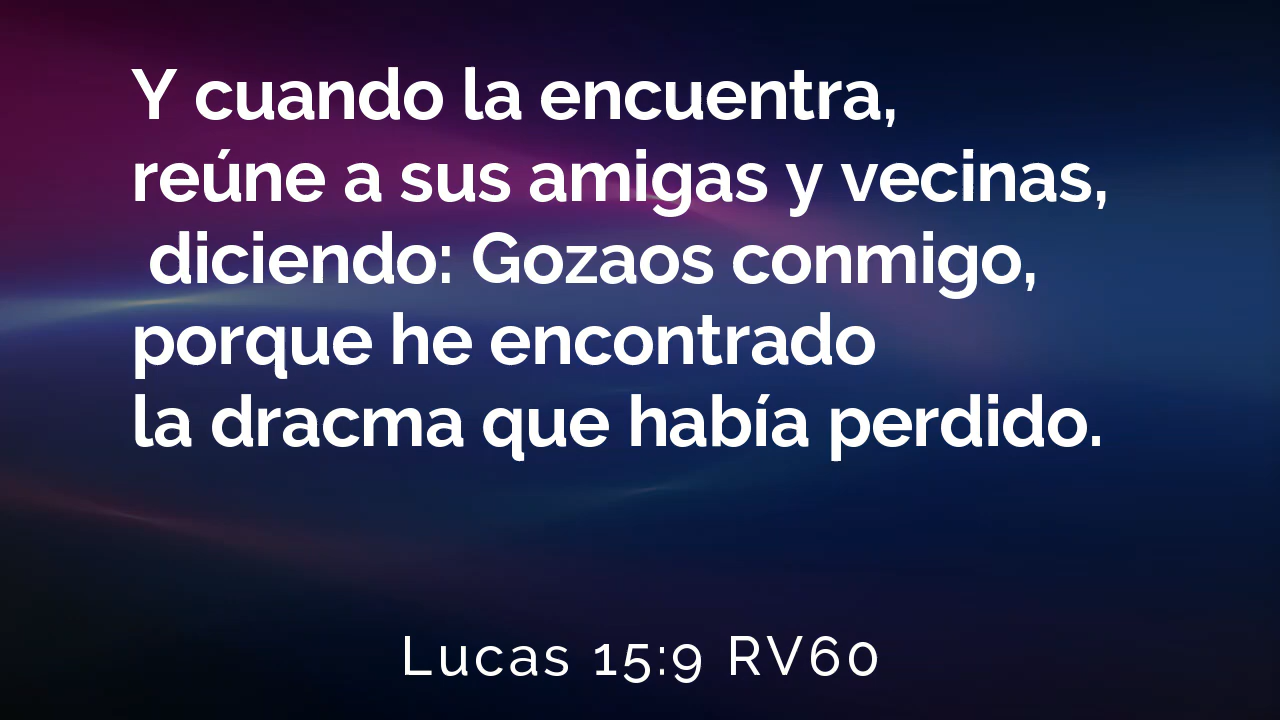 Y cuando la encuentra,
reúne a sus amigas y vecinas,
diciendo: Gozaos conmigo,
porque he encontrado
la dracma que había perdido.
Lucas 15:9 RV60